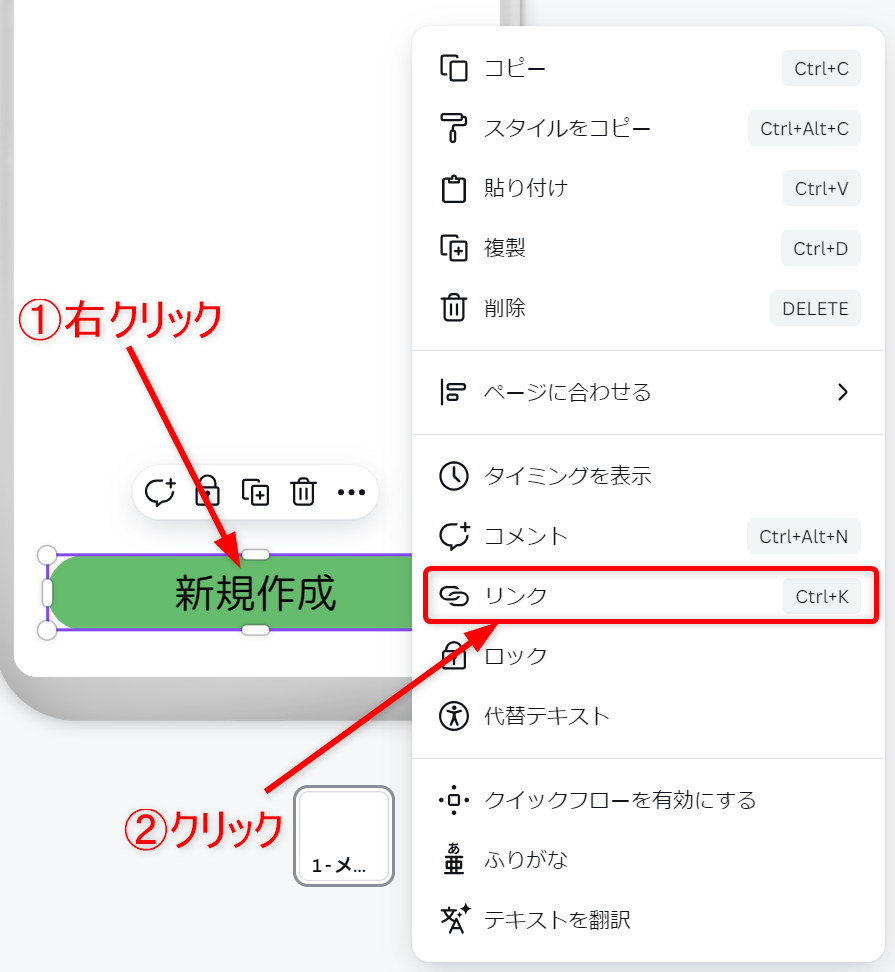 コピー Ctrl+C
スタイルをコピー Ctrl+Alt+C
貼り付け Ctrl+V
複製 Ctrl+D
削除 DELETE
①右クリック
ページに合わせる
タイミングを表示
コメント Ctrl+Alt+N
新規作成
リンク Ctrl+K
ロック
代替テキスト
クイックフローを有効にする
②クリック
1-メ...
あ
亜
ふりがな
テキストを翻訳